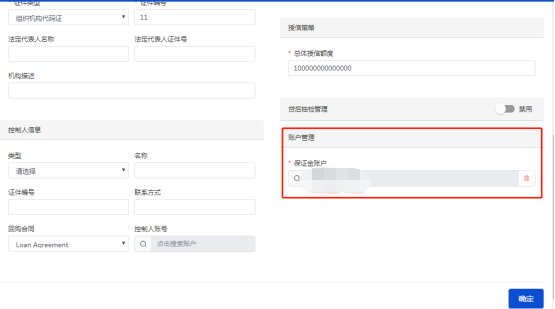 * 证件类型
* 证件编号
组织机构代码证
11
法定代表人名称
法定代表人证件号
机构描述
控制人信息
类型
名称
请选择
证件编号
联系方式
回购合同
控制人账号
Loan Agreement
点击搜索账户
授信策略
* 总体授信额度
100000000000000
贷后抽检管理
禁用
账户管理
* 保证金账户
确定